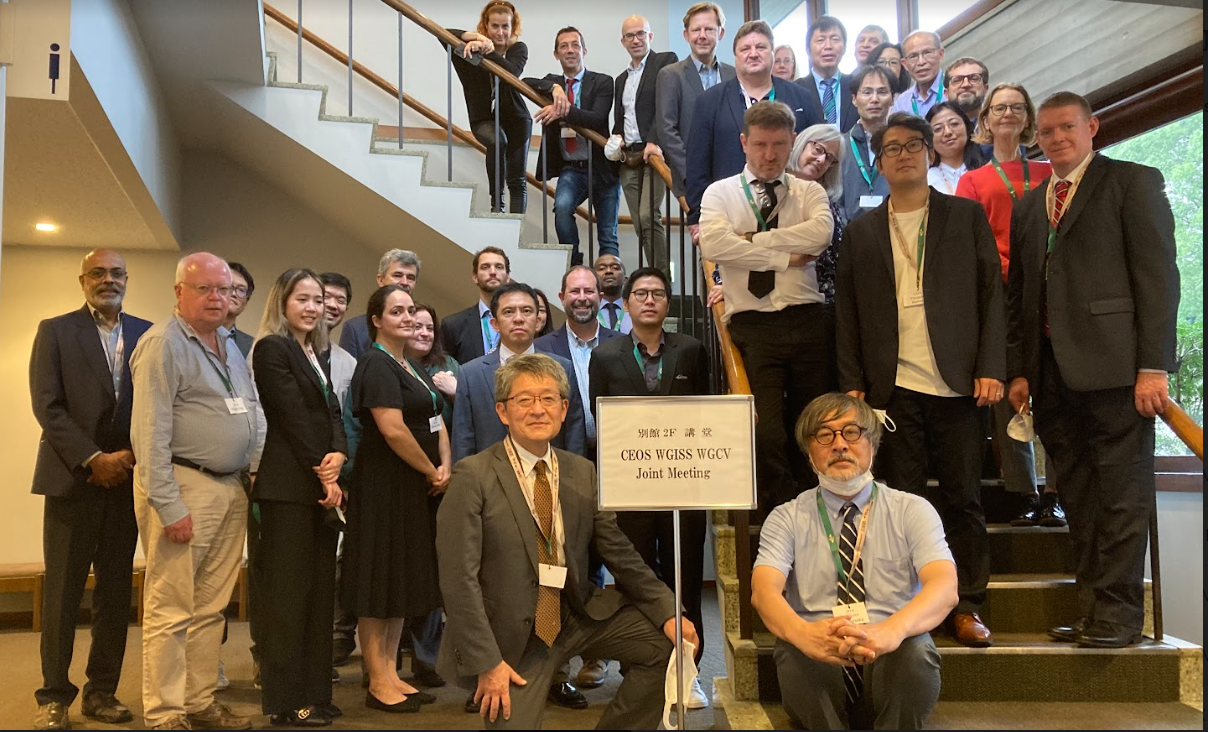 別館 2F 講 堂
CEOS WGISS WGCV
Joint Meeting